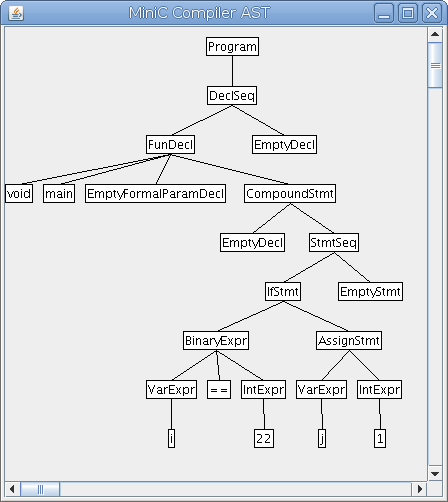 MiniC Compiler AST
Program
DeclSeq
FunDecl EmptyDecl
void main EmptyFormalParamDecl CompoundStmt
EmptyDecl StmtSeq
IfStmt EmptyStmt
BinaryExpr AssignStmt
VarExpr == IntExpr VarExpr IntExpr
i 22 j 1